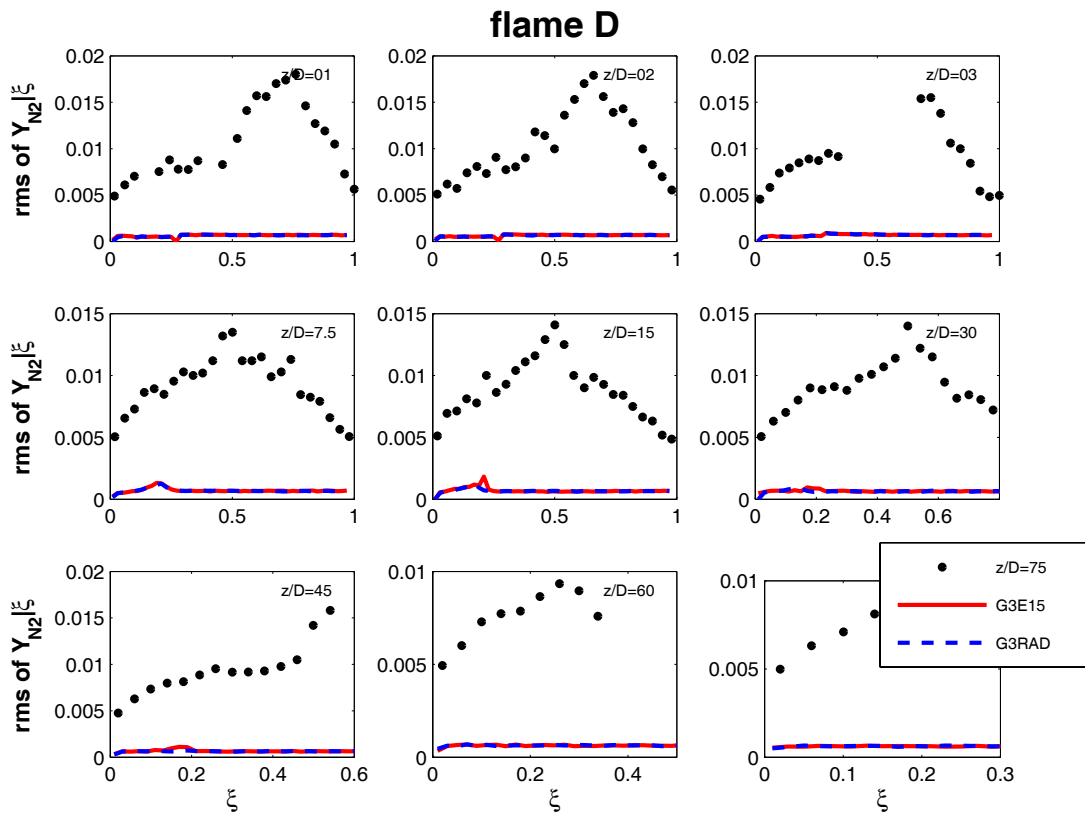 flame D
rms of Y_N2|ξ
0.02
0.015
0.01
0.005
0
0 0.5 1
z/D=01
0.02
0.015
0.01
0.005
0
0 0.5 1
z/D=02
0.02
0.015
0.01
0.005
0
0 0.5 1
z/D=03
rms of Y_N2|ξ
0.015
0.01
0.005
0
0 0.5 1
z/D=7.5
0.015
0.01
0.005
0
0 0.5 1
z/D=15
0.015
0.01
0.005
0
0 0.2 0.4 0.6
z/D=30
rms of Y_N2|ξ
0.02
0.015
0.01
0.005
0
0 0.2 0.4 0.6
ξ
z/D=45
0.01
0.005
0
0 0.2 0.4
ξ
z/D=60
0.01
0.005
0
0 0.1 0.2 0.3
ξ
z/D=75
G3E15
G3RAD